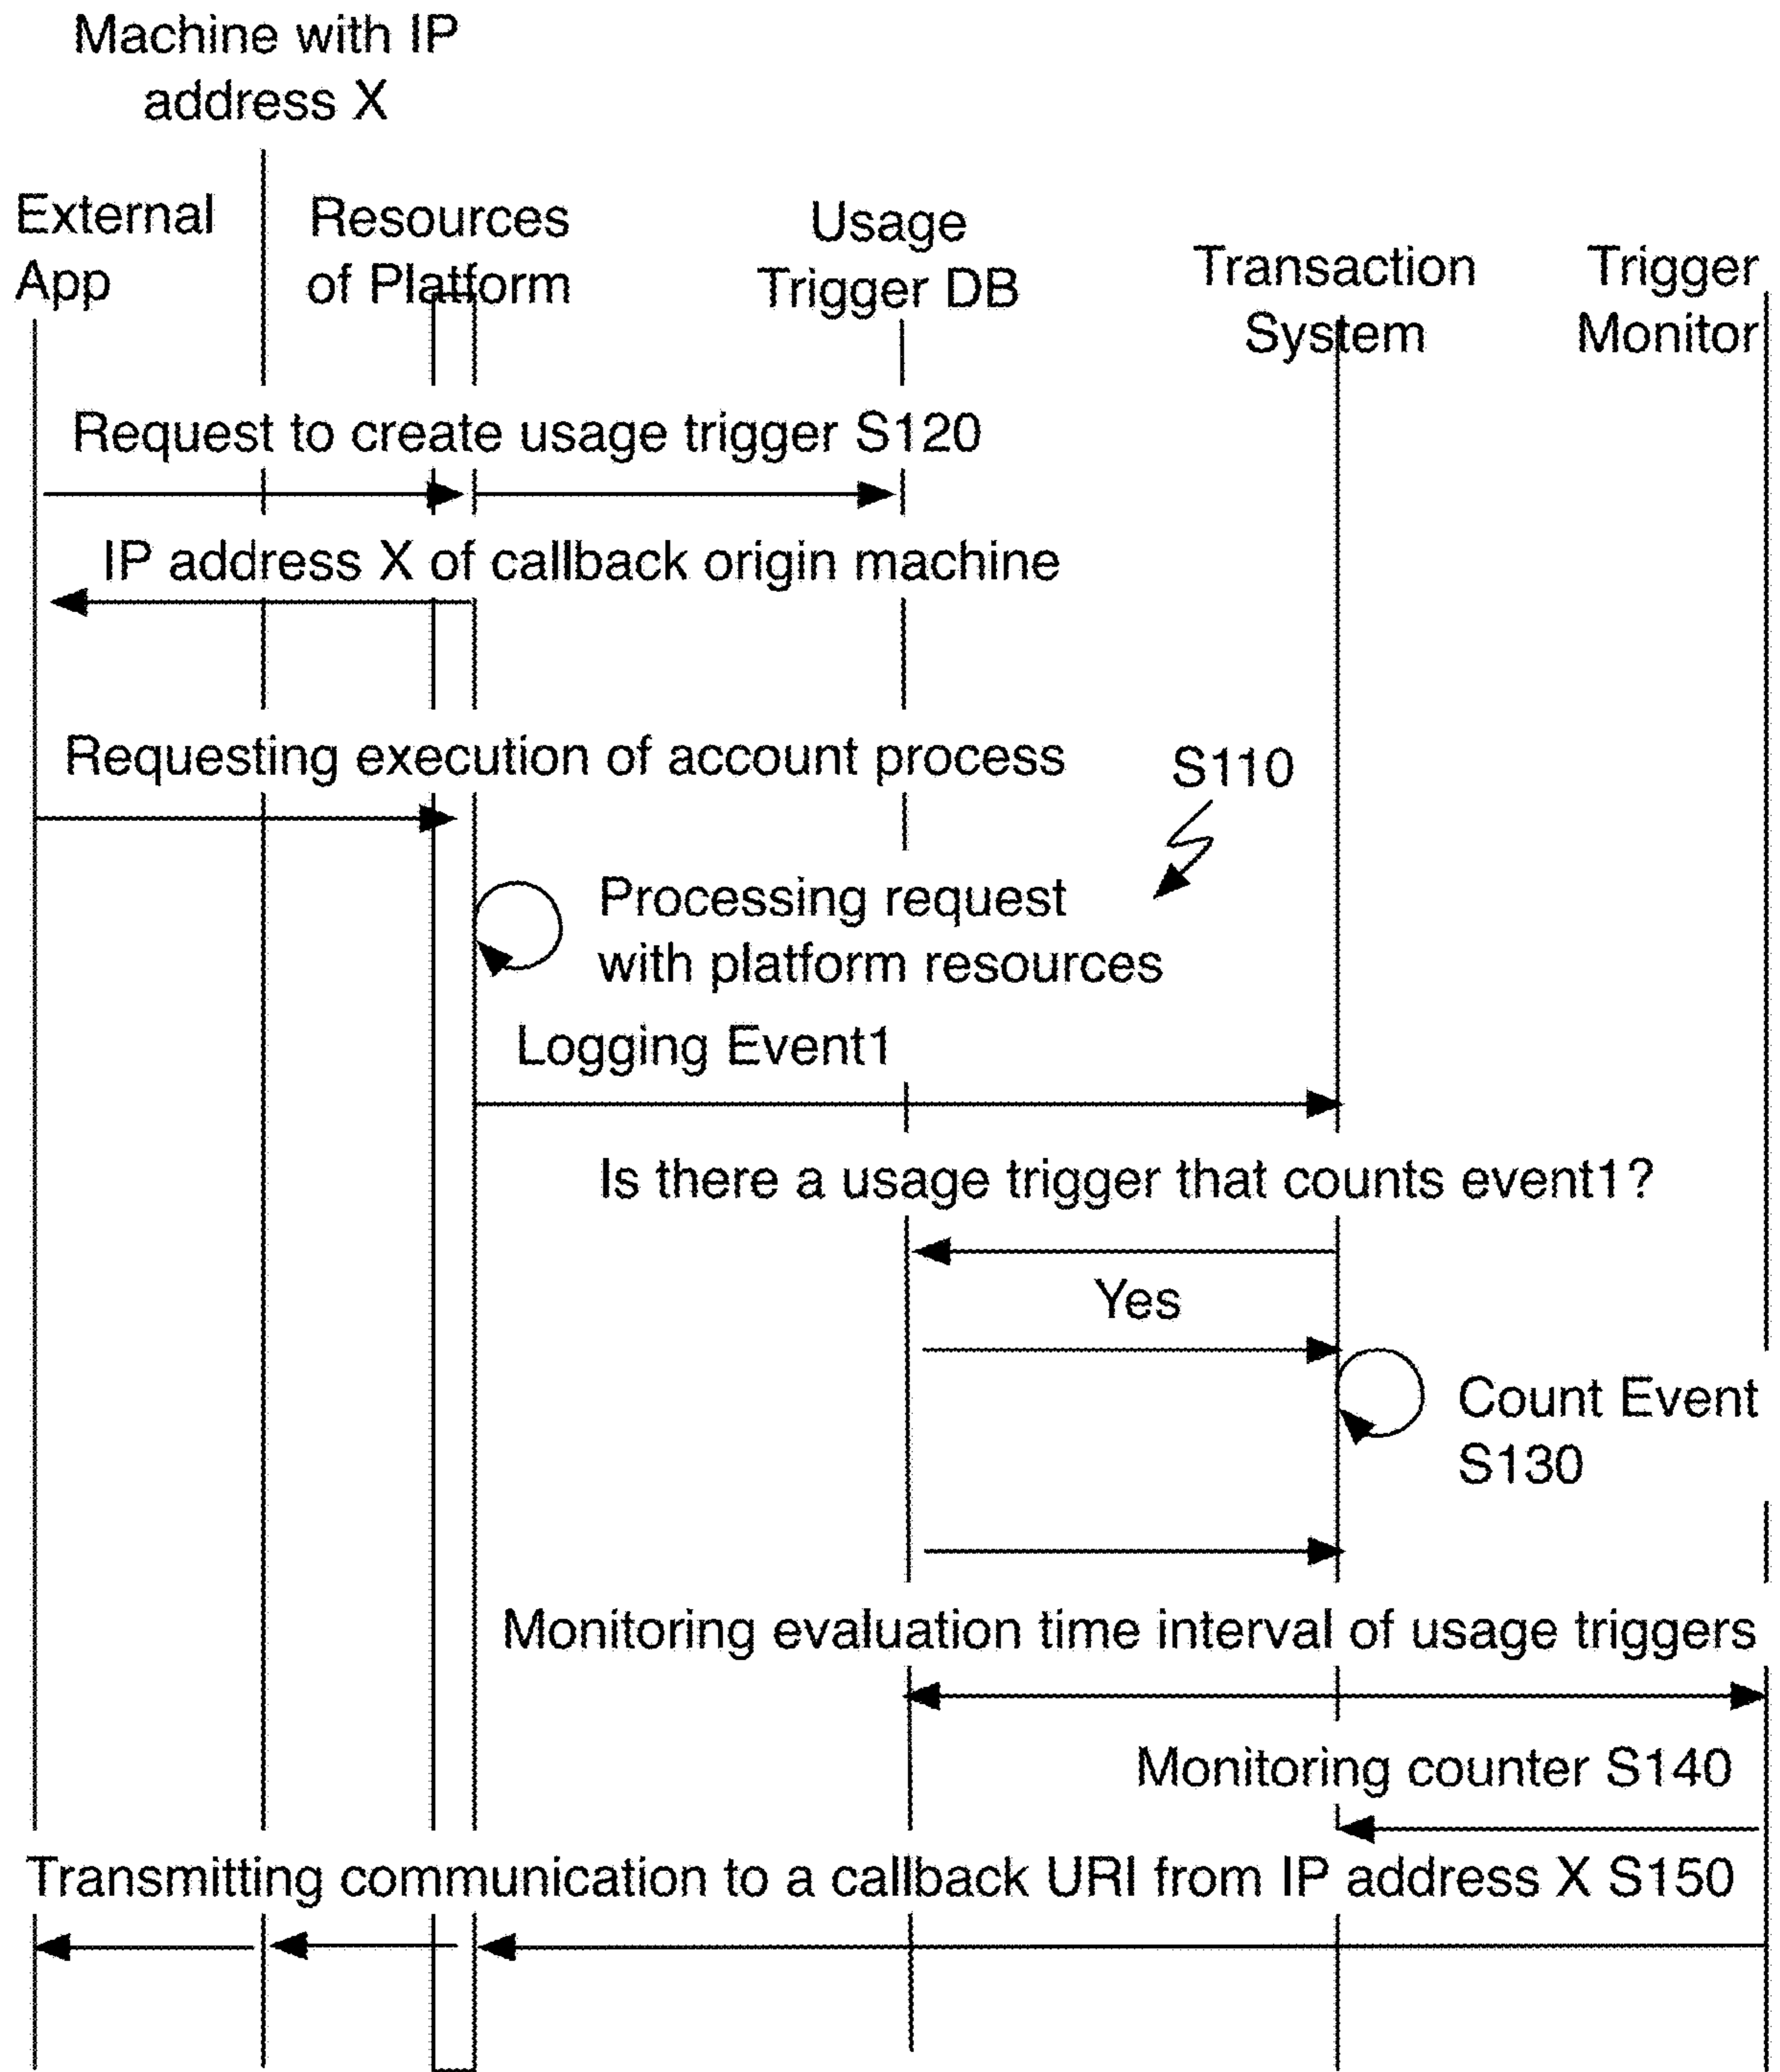 Machine with IP
address X
External
App
Resources
of Platform
Usage
Trigger DB
Transaction
System
Trigger
Monitor
Request to create usage trigger S120
IP address X of callback origin machine
Requesting execution of account process
S110
Processing request
with platform resources
Logging Event1
Is there a usage trigger that counts event1?
Yes
Count Event
S130
Monitoring evaluation time interval of usage triggers
Monitoring counter S140
Transmitting communication to a callback URI from IP address X S150